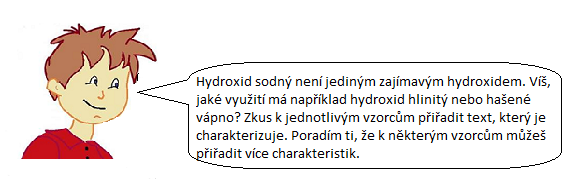 Hydroxid sodný není jediným zajímavým hydroxidem. Víš,
jaké využití má například hydroxid hlinitý nebo hašené
vápno? Zkus k jednotlivým vzorcům přiřadit text, který je
charakterizuje. Poradím ti, že k některým vzorcům můžeš
přiřadit více charakteristik.